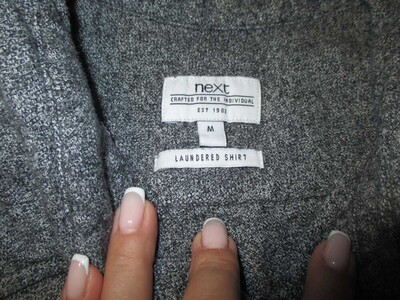 next
CRAFTED FOR THE INDIVIDUAL
EST 1982
M
LAUNDERED SHIRT